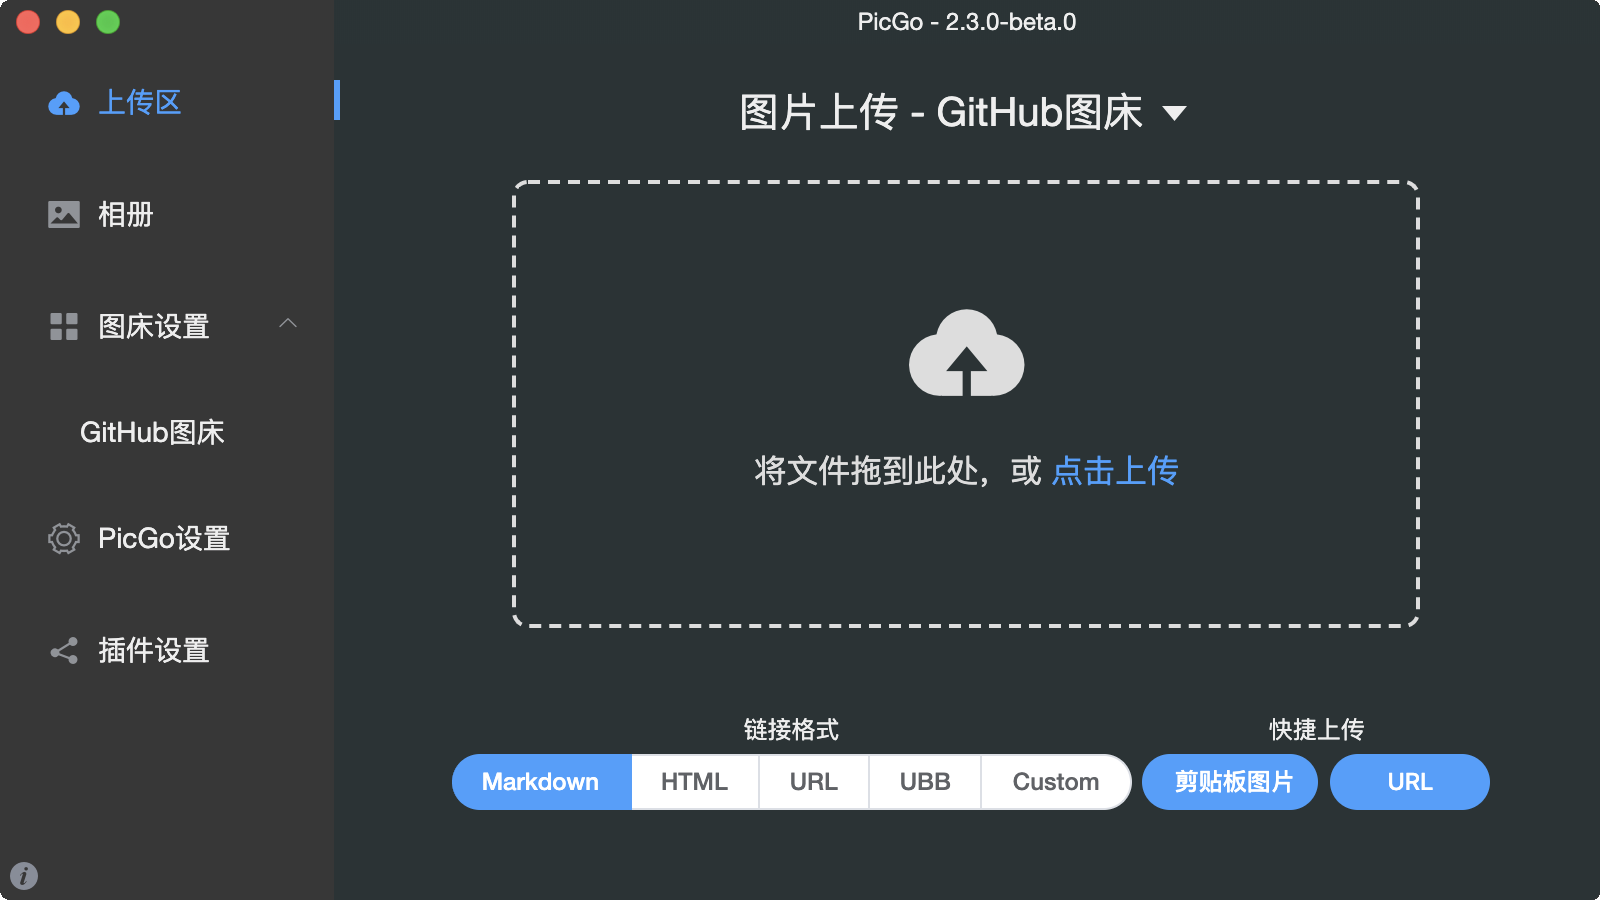 PicGo - 2.3.0-beta.0
上传区
相册
图床设置
GitHub图床
PicGo设置
插件设置
图片上传 - GitHub图床
将文件拖到此处，或 点击上传
链接格式
Markdown HTML URL UBB Custom
快捷上传
剪贴板图片 URL